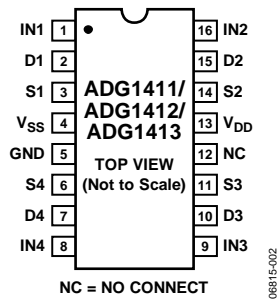 IN1 1 16 IN2
D1 2 15 D2
S1 3 ADG1411/ 14 S2
ADG1412/
VSS 4 ADG1413 13 VDD
GND 5 TOP VIEW 12 NC
S4 6 (Not to Scale) 11 S3
D4 7 10 D3
IN4 8 9 IN3
NC = NO CONNECT
06815-002